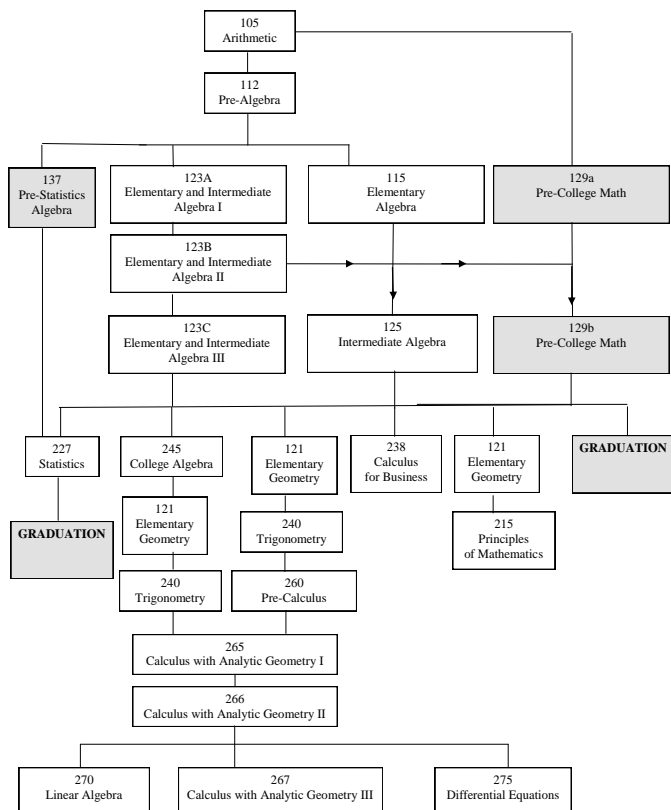 105
Arithmetic
112
Pre-Algebra
137
Pre-Statistics
Algebra
123A
Elementary and Intermediate
Algebra I
115
Elementary
Algebra
129a
Pre-College Math
123B
Elementary and Intermediate
Algebra II
123C
Elementary and Intermediate
Algebra III
125
Intermediate Algebra
129b
Pre-College Math
227
Statistics
245
College Algebra
121
Elementary
Geometry
238
Calculus
for Business
121
Elementary
Geometry
GRADUATION
GRADUATION
121
Elementary
Geometry
240
Trigonometry
215
Principles
of Mathematics
240
Trigonometry
260
Pre-Calculus
265
Calculus with Analytic Geometry I
266
Calculus with Analytic Geometry II
270
Linear Algebra
267
Calculus with Analytic Geometry III
275
Differential Equations